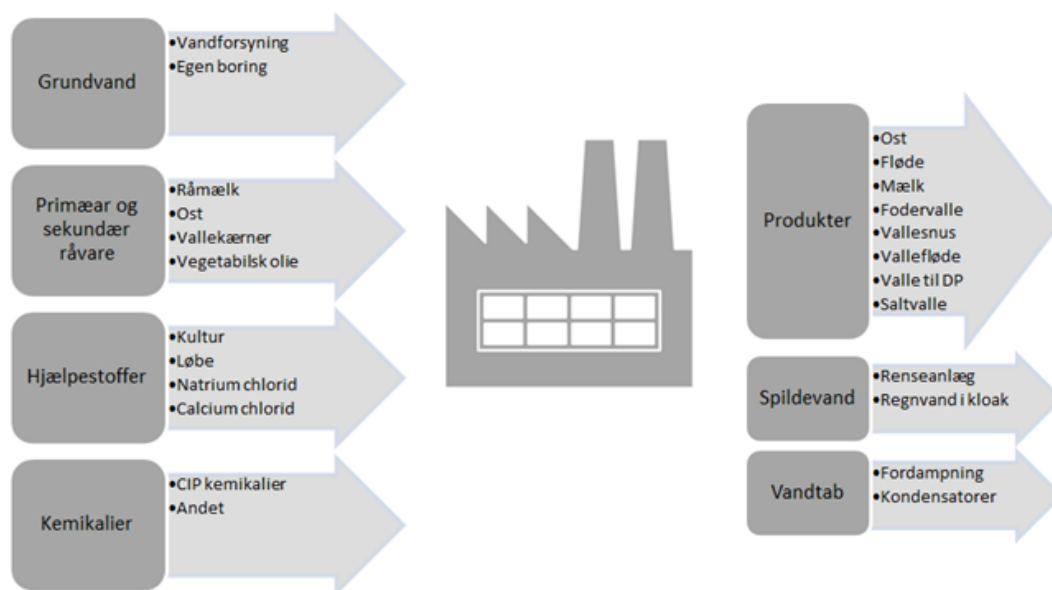 Grundvand
•Vandforsyning
•Egen boring
Primæar og
sekundær
råvare
•Råmælk
•Ost
•Vallekærner
•Vegetabilsk olie
Hjælpestoffer
•Kultur
•Løbe
•Natrium chlorid
•Calcium chlorid
Kemikalier
•CIP kemikalier
•Andet
Produkter
•Ost
•Fløde
•Mælk
•Fodervalle
•Vallesnus
•Vallefløde
•Valle til DP
•Saltvalle
Spildevand
•Renseanlæg
•Regnvand i kloak
Vandtab
•Fordampning
•Kondensatorer